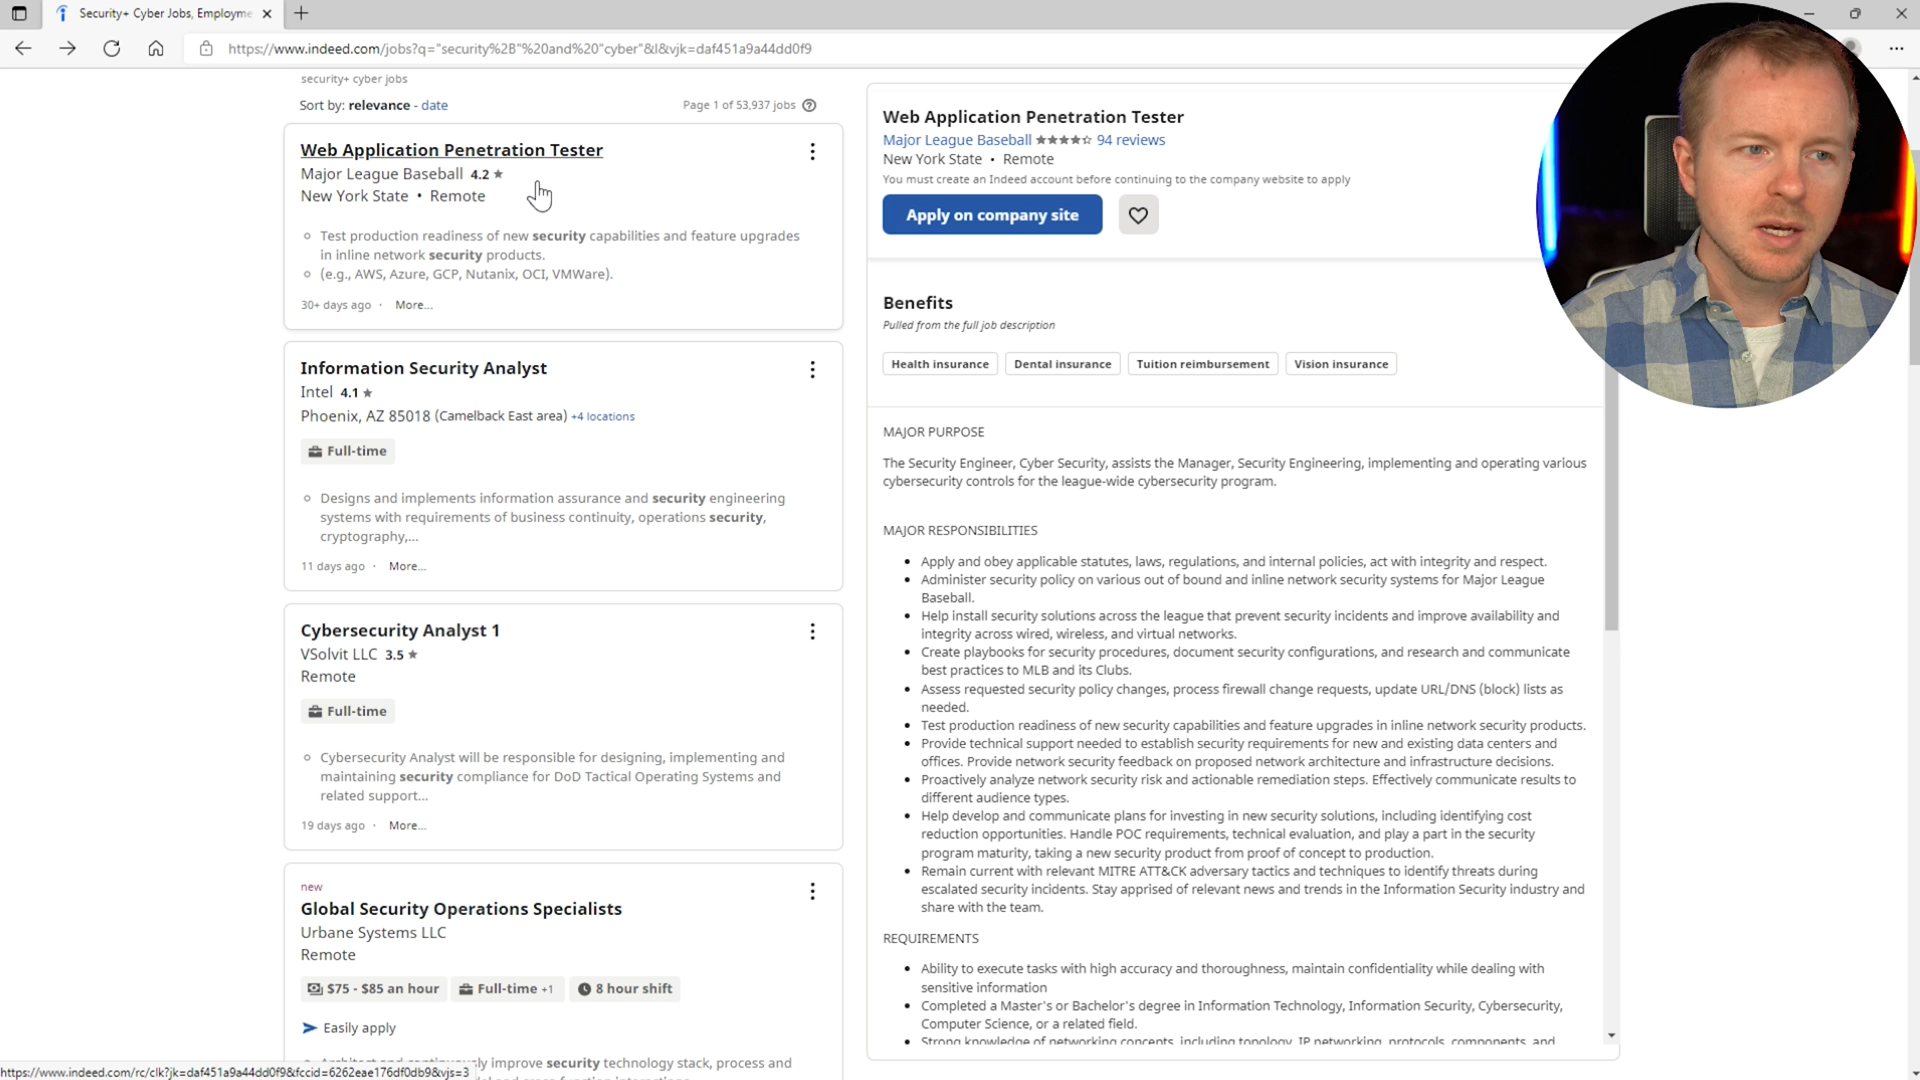 Security+ Cyber Jobs, Employme
https://www.indeed.com/jobs?q="security%2B"%20and%20"cyber"&l&vjk=daf451a9a44dd0f9
security+ cyber jobs
Sort by: relevance - date
Page 1 of 53,937 jobs
Web Application Penetration Tester
Major League Baseball 4.2 ★
New York State • Remote
Test production readiness of new security capabilities and feature upgrades
in inline network security products.
(e.g., AWS, Azure, GCP, Nutanix, OCI, VMWare).
30+ days ago · More...
Information Security Analyst
Intel 4.1 ★
Phoenix, AZ 85018 (Camelback East area) +4 locations
Full-time
Designs and implements information assurance and security engineering
systems with requirements of business continuity, operations security,
cryptography,...
11 days ago · More...
Cybersecurity Analyst 1
VSolvit LLC 3.5 ★
Remote
Full-time
Cybersecurity Analyst will be responsible for designing, implementing and
maintaining security compliance for DoD Tactical Operating Systems and
related support...
19 days ago · More...
new
Global Security Operations Specialists
Urbane Systems LLC
Remote
$75 - $85 an hour Full-time +1 8 hour shift
Easily apply
improve security technology stack, process and
https://www.indeed.com/rc/clk?jk=daf451a9a44dd0f9&fccid=6262eae176df0db9&vjs=3
Web Application Penetration Tester
Major League Baseball ★★★★☆ 94 reviews
New York State • Remote
You must create an Indeed account before continuing to the company website to apply
Apply on company site
Benefits
Pulled from the full job description
Health insurance Dental insurance Tuition reimbursement Vision insurance
MAJOR PURPOSE
The Security Engineer, Cyber Security, assists the Manager, Security Engineering, implementing and operating various
cybersecurity controls for the league-wide cybersecurity program.
MAJOR RESPONSIBILITIES
Apply and obey applicable statutes, laws, regulations, and internal policies, act with integrity and respect.
Administer security policy on various out of bound and inline network security systems for Major League
Baseball.
Help install security solutions across the league that prevent security incidents and improve availability and
integrity across wired, wireless, and virtual networks.
Create playbooks for security procedures, document security configurations, and research and communicate
best practices to MLB and its Clubs.
Assess requested security policy changes, process firewall change requests, update URL/DNS (block) lists as
needed.
Test production readiness of new security capabilities and feature upgrades in inline network security products.
Provide technical support needed to establish security requirements for new and existing data centers and
offices. Provide network security feedback on proposed network architecture and infrastructure decisions.
Proactively analyze network security risk and actionable remediation steps. Effectively communicate results to
different audience types.
Help develop and communicate plans for investing in new security solutions, including identifying cost
reduction opportunities. Handle POC requirements, technical evaluation, and play a part in the security
program maturity, taking a new security product from proof of concept to production.
Remain current with relevant MITRE ATT&CK adversary tactics and techniques to identify threats during
escalated security incidents. Stay apprised of relevant news and trends in the Information Security industry and
share with the team.
REQUIREMENTS
Ability to execute tasks with high accuracy and thoroughness, maintain confidentiality while dealing with
sensitive information
Completed a Master's or Bachelor's degree in Information Technology, Information Security, Cybersecurity,
Computer Science, or a related field.
Strong knowledge of networking concepts, including topology, IP networking, protocols, components, and